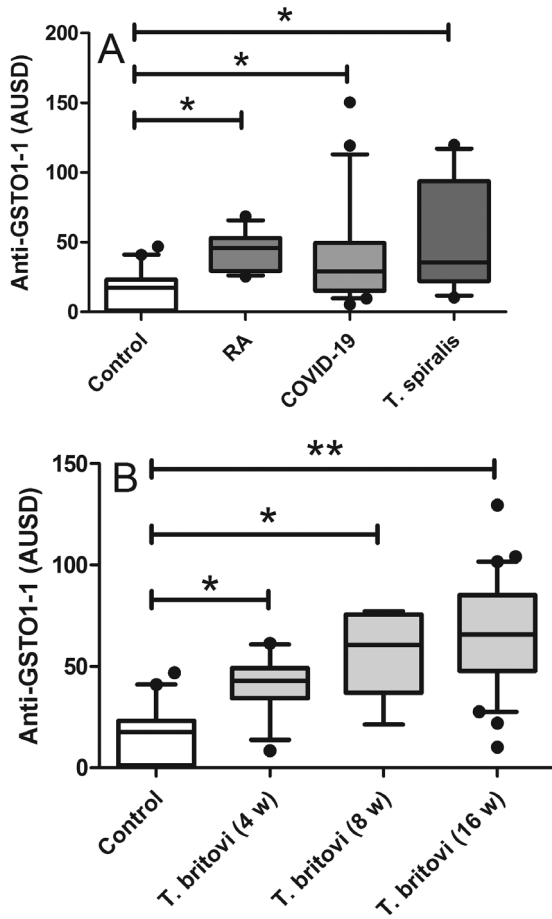 A
*
*
*
Anti-GSTO1-1 (AUSD)
200
150
100
50
0
Control
RA
COVID-19
T. spiralis
B
**
*
*
Anti-GSTO1-1 (AUSD)
150
100
50
0
Control
T. britovi (4 w)
T. britovi (8 w)
T. britovi (16 w)